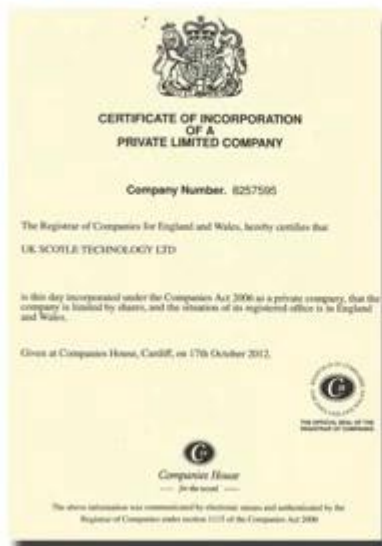 CERTIFICATE OF INCORPORATION
OF A
PRIVATE LIMITED COMPANY
Company Number. 8257595
The Registrar of Companies for England and Wales, hereby certifies that
UK SCOYLE TECHNOLOGY LTD
is this day incorporated under the Companies Act 2006 as a private company, that the
company is limited by shares, and the situation of its registered office is in England
and Wales.
Given at Companies House, Cardiff, on 17th October 2012.
THE OFFICIAL SEAL OF THE
REGISTRAR OF COMPANIES
Companies House
for the record
The above information was communicated by electronic means and authenticated by the
Registrar of Companies under section 1115 of the Companies Act 2006